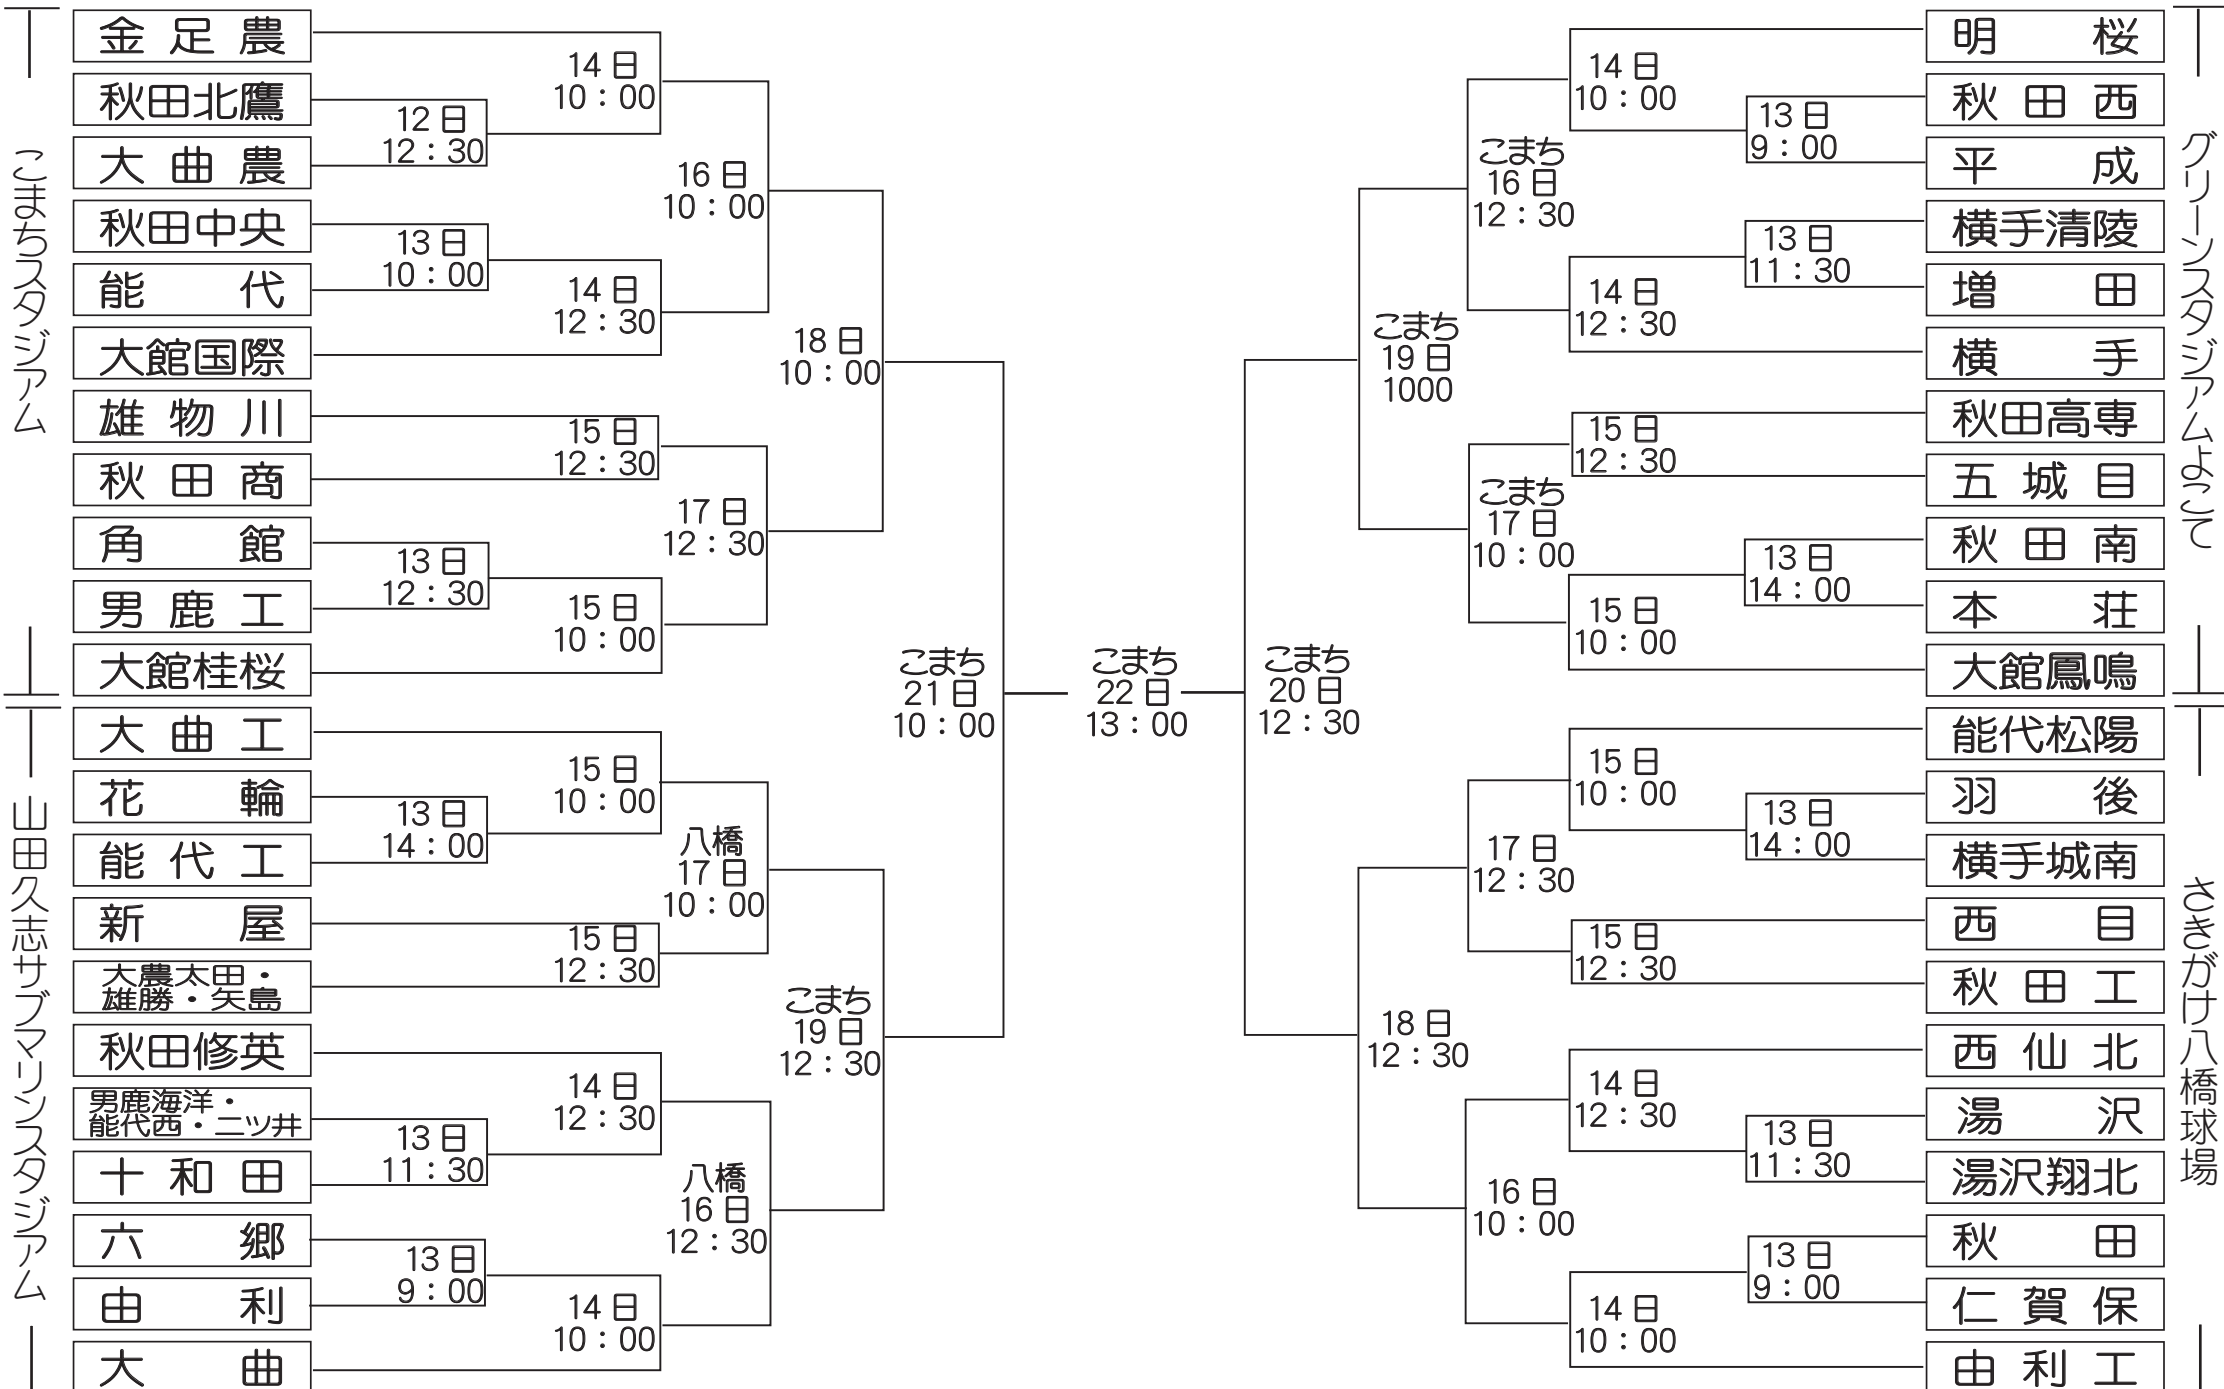 こまちスタジアム
山田久志サブマリンスタジアム
金足農
秋田北鷹
大曲農
秋田中央
能代
大館国際
雄物川
秋田商
角館
男鹿工
大館桂桜
大曲工
花輪
能代工
新屋
大農太田・
雄勝・矢島
秋田修英
男鹿海洋・
能代西・二ツ井
十和田
六郷
由利
大曲
12日
12：30
13日
10：00
13日
12：30
13日
14：00
13日
11：30
13日
9：00
14日
10：00
14日
12：30
15日
12：30
15日
10：00
15日
10：00
15日
12：30
14日
12：30
14日
10：00
16日
10：00
17日
12：30
八橋
17日
10：00
八橋
16日
12：30
18日
10：00
こまち
19日
12：30
こまち
21日
10：00
こまち
22日
13：00
こまち
20日
12：30
こまち
19日
1000
18日
12：30
こまち
16日
12：30
こまち
17日
10：00
17日
12：30
16日
10：00
14日
10：00
14日
12：30
15日
12：30
15日
10：00
15日
10：00
15日
12：30
14日
12：30
14日
10：00
13日
9：00
13日
11：30
13日
14：00
13日
14：00
13日
11：30
13日
9：00
明桜
秋田西
平成
横手清陵
増田
横手
秋田高専
五城目
秋田南
本荘
大館鳳鳴
能代松陽
羽後
横手城南
西目
秋田工
西仙北
湯沢
湯沢翔北
秋田
仁賀保
由利工
グリーンスタジアムよこて
さきがけ八橋球場